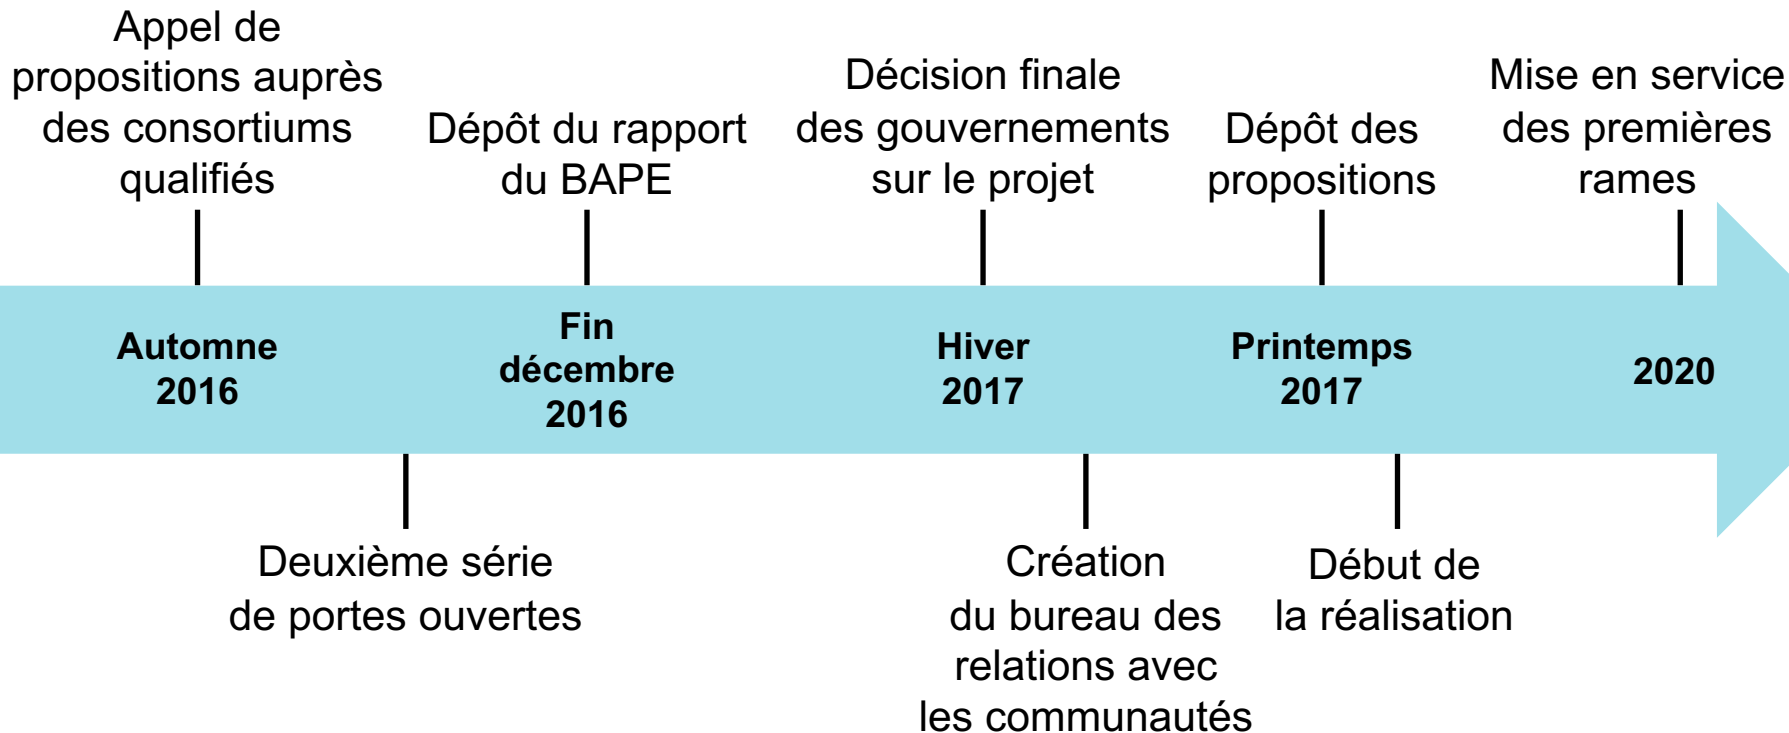 Appel de
propositions auprès
des consortiums
qualifiés
Dépôt du rapport
du BAPE
Décision finale
des gouvernements
sur le projet
Dépôt des
propositions
Mise en service
des premières
rames
Automne
2016
Fin
décembre
2016
Hiver
2017
Printemps
2017
2020
Deuxième série
de portes ouvertes
Création
du bureau des
relations avec
les communautés
Début de
la réalisation